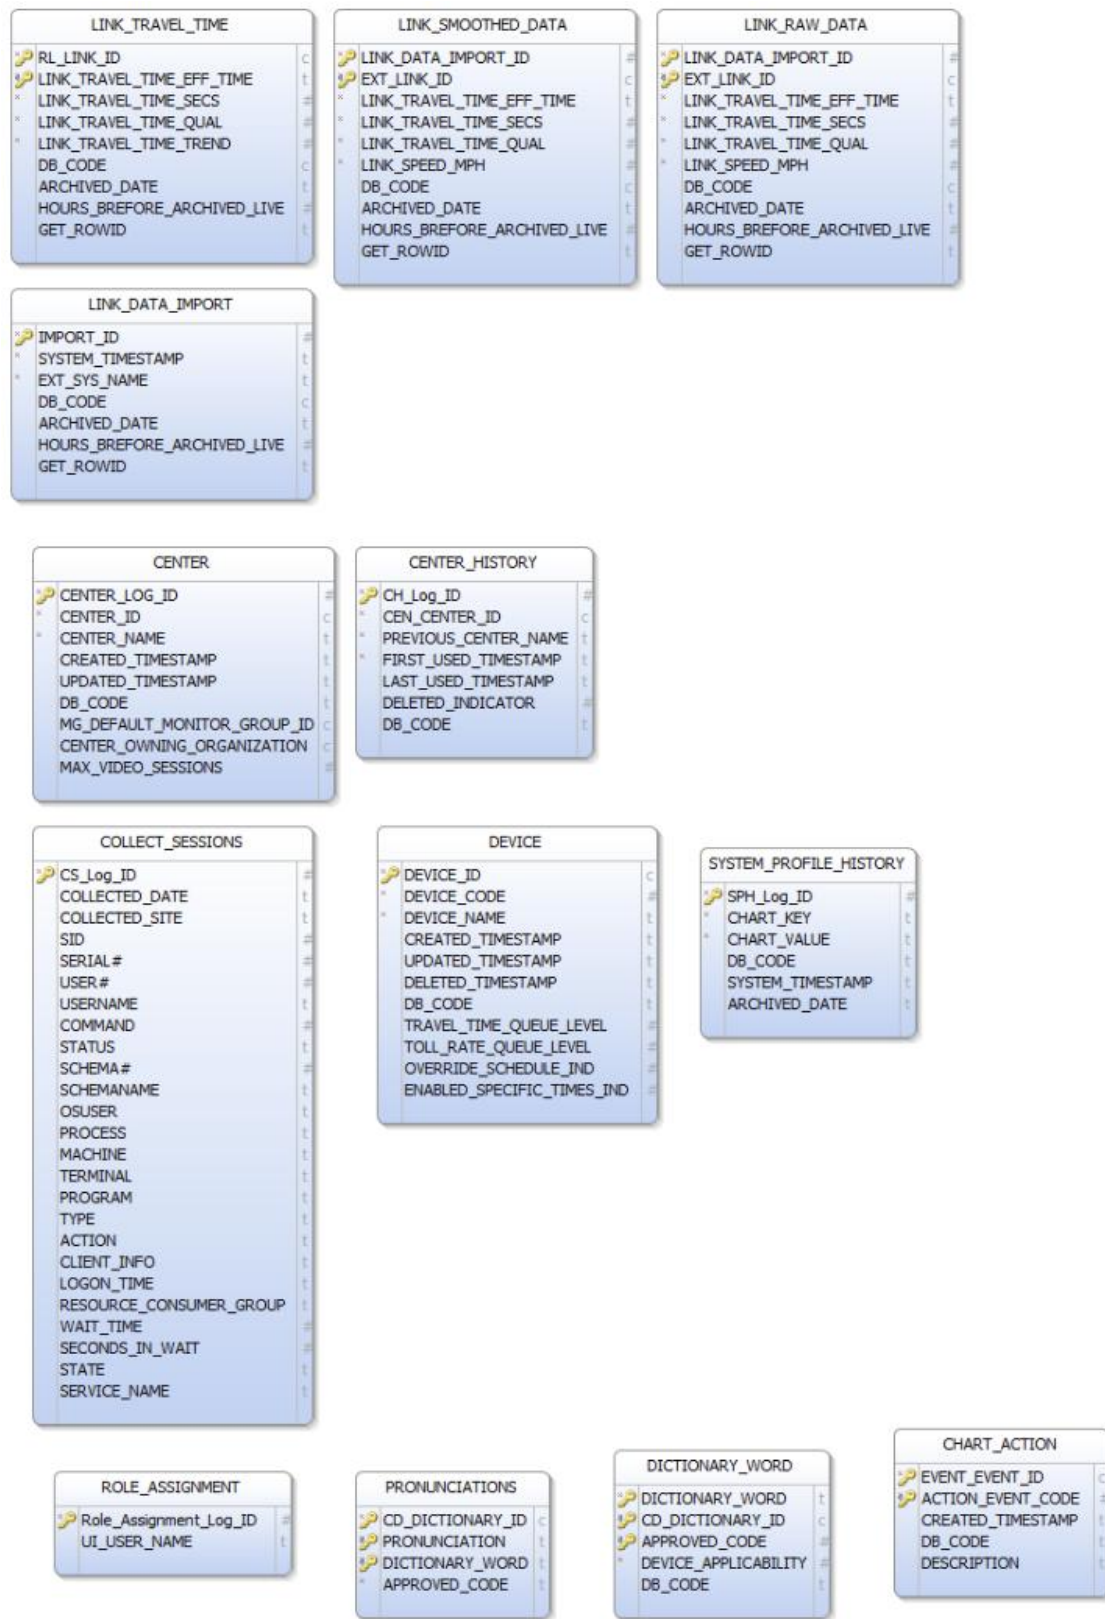 LINK_TRAVEL_TIME
RL_LINK_ID c
LINK_TRAVEL_TIME_EFF_TIME t
* LINK_TRAVEL_TIME_SECS #
* LINK_TRAVEL_TIME_QUAL #
* LINK_TRAVEL_TIME_TREND #
DB_CODE c
ARCHIVED_DATE t
HOURS_BREFORE_ARCHIVED_LIVE #
GET_ROWID t
LINK_SMOOTHED_DATA
LINK_DATA_IMPORT_ID #
EXT_LINK_ID c
* LINK_TRAVEL_TIME_EFF_TIME t
* LINK_TRAVEL_TIME_SECS #
* LINK_TRAVEL_TIME_QUAL #
* LINK_SPEED_MPH #
DB_CODE c
ARCHIVED_DATE t
HOURS_BREFORE_ARCHIVED_LIVE #
GET_ROWID t
LINK_RAW_DATA
LINK_DATA_IMPORT_ID #
EXT_LINK_ID c
* LINK_TRAVEL_TIME_EFF_TIME t
* LINK_TRAVEL_TIME_SECS #
* LINK_TRAVEL_TIME_QUAL #
* LINK_SPEED_MPH #
DB_CODE c
ARCHIVED_DATE t
HOURS_BREFORE_ARCHIVED_LIVE #
GET_ROWID t
LINK_DATA_IMPORT
IMPORT_ID #
* SYSTEM_TIMESTAMP t
* EXT_SYS_NAME t
DB_CODE c
ARCHIVED_DATE t
HOURS_BREFORE_ARCHIVED_LIVE #
GET_ROWID t
CENTER
CENTER_LOG_ID #
* CENTER_ID c
* CENTER_NAME t
CREATED_TIMESTAMP t
UPDATED_TIMESTAMP t
DB_CODE t
MG_DEFAULT_MONITOR_GROUP_ID c
CENTER_OWNING_ORGANIZATION c
MAX_VIDEO_SESSIONS #
CENTER_HISTORY
CH_Log_ID #
* CEN_CENTER_ID c
* PREVIOUS_CENTER_NAME t
* FIRST_USED_TIMESTAMP t
LAST_USED_TIMESTAMP t
DELETED_INDICATOR #
DB_CODE t
COLLECT_SESSIONS
CS_Log_ID #
COLLECTED_DATE t
COLLECTED_SITE t
SID #
SERIAL# #
USER# #
USERNAME t
COMMAND #
STATUS t
SCHEMA# #
SCHEMANAME t
OSUSER t
PROCESS t
MACHINE t
TERMINAL t
PROGRAM t
TYPE t
ACTION t
CLIENT_INFO t
LOGON_TIME t
RESOURCE_CONSUMER_GROUP t
WAIT_TIME #
SECONDS_IN_WAIT #
STATE t
SERVICE_NAME t
DEVICE
DEVICE_ID c
* DEVICE_CODE #
* DEVICE_NAME t
CREATED_TIMESTAMP t
UPDATED_TIMESTAMP t
DELETED_TIMESTAMP t
DB_CODE t
TRAVEL_TIME_QUEUE_LEVEL #
TOLL_RATE_QUEUE_LEVEL #
OVERRIDE_SCHEDULE_IND #
ENABLED_SPECIFIC_TIMES_IND #
SYSTEM_PROFILE_HISTORY
SPH_Log_ID #
* CHART_KEY t
* CHART_VALUE t
DB_CODE t
SYSTEM_TIMESTAMP t
ARCHIVED_DATE t
ROLE_ASSIGNMENT
Role_Assignment_Log_ID #
UI_USER_NAME t
PRONUNCIATIONS
CD_DICTIONARY_ID c
PRONUNCIATION t
DICTIONARY_WORD t
* APPROVED_CODE t
DICTIONARY_WORD
DICTIONARY_WORD t
CD_DICTIONARY_ID c
APPROVED_CODE #
* DEVICE_APPLICABILITY #
DB_CODE t
CHART_ACTION
EVENT_EVENT_ID c
ACTION_EVENT_CODE #
CREATED_TIMESTAMP t
DB_CODE t
DESCRIPTION t